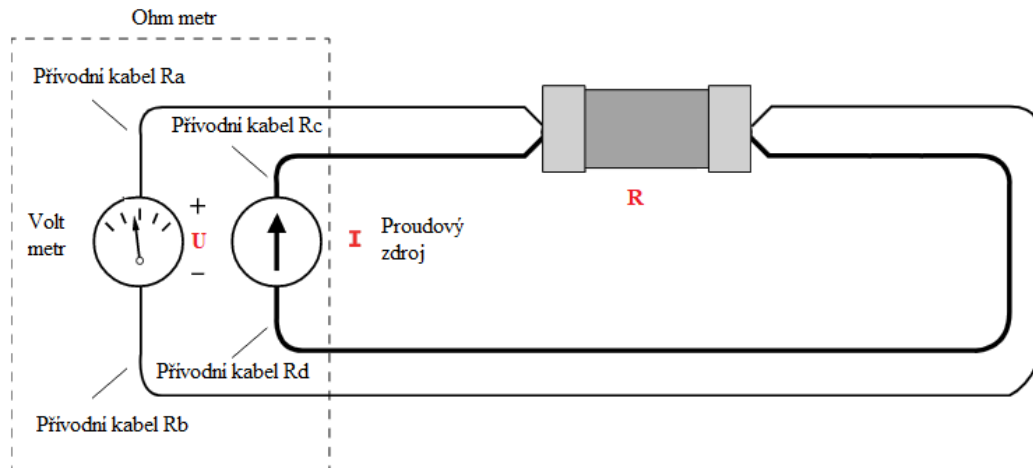 Ohm metr
Přívodní kabel Ra
Přívodní kabel Rc
R
Volt
metr
+
U
−
I
Proudový
zdroj
Přívodní kabel Rd
Přívodní kabel Rb